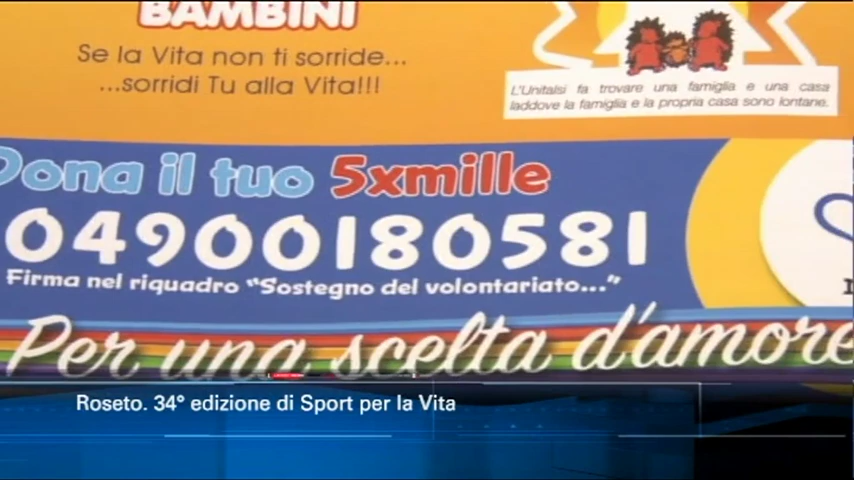 BAMBINI
Se la Vita non ti sorride...
...sorridi Tu alla Vita!!!
L'Unitalsi fa trovare una famiglia e una casa
laddove la famiglia e la propria casa sono lontane.
Dona il tuo 5xmille
04900180581
Firma nel riquadro "Sostegno del volontariato..."
Per una scelta d'amore
Roseto. 34° edizione di Sport per la Vita